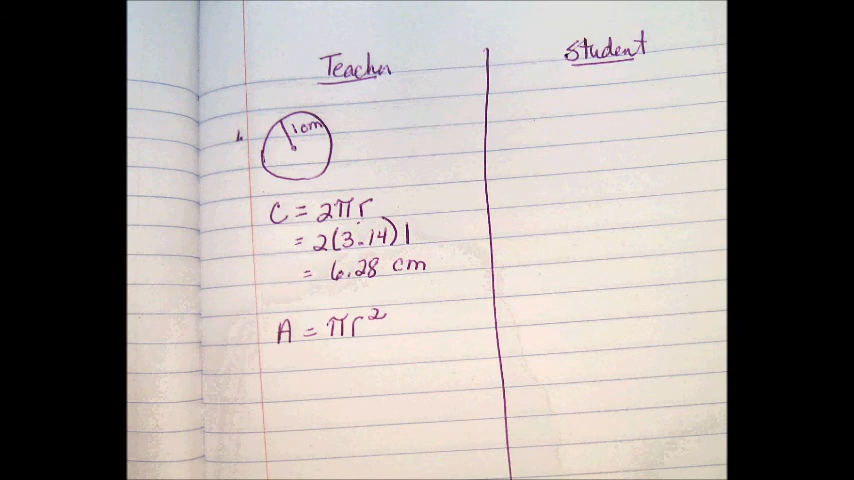 Teacher
Student
1.
1cm
C = 2πr
= 2(3.14)1
= 6.28 cm
A = πr²